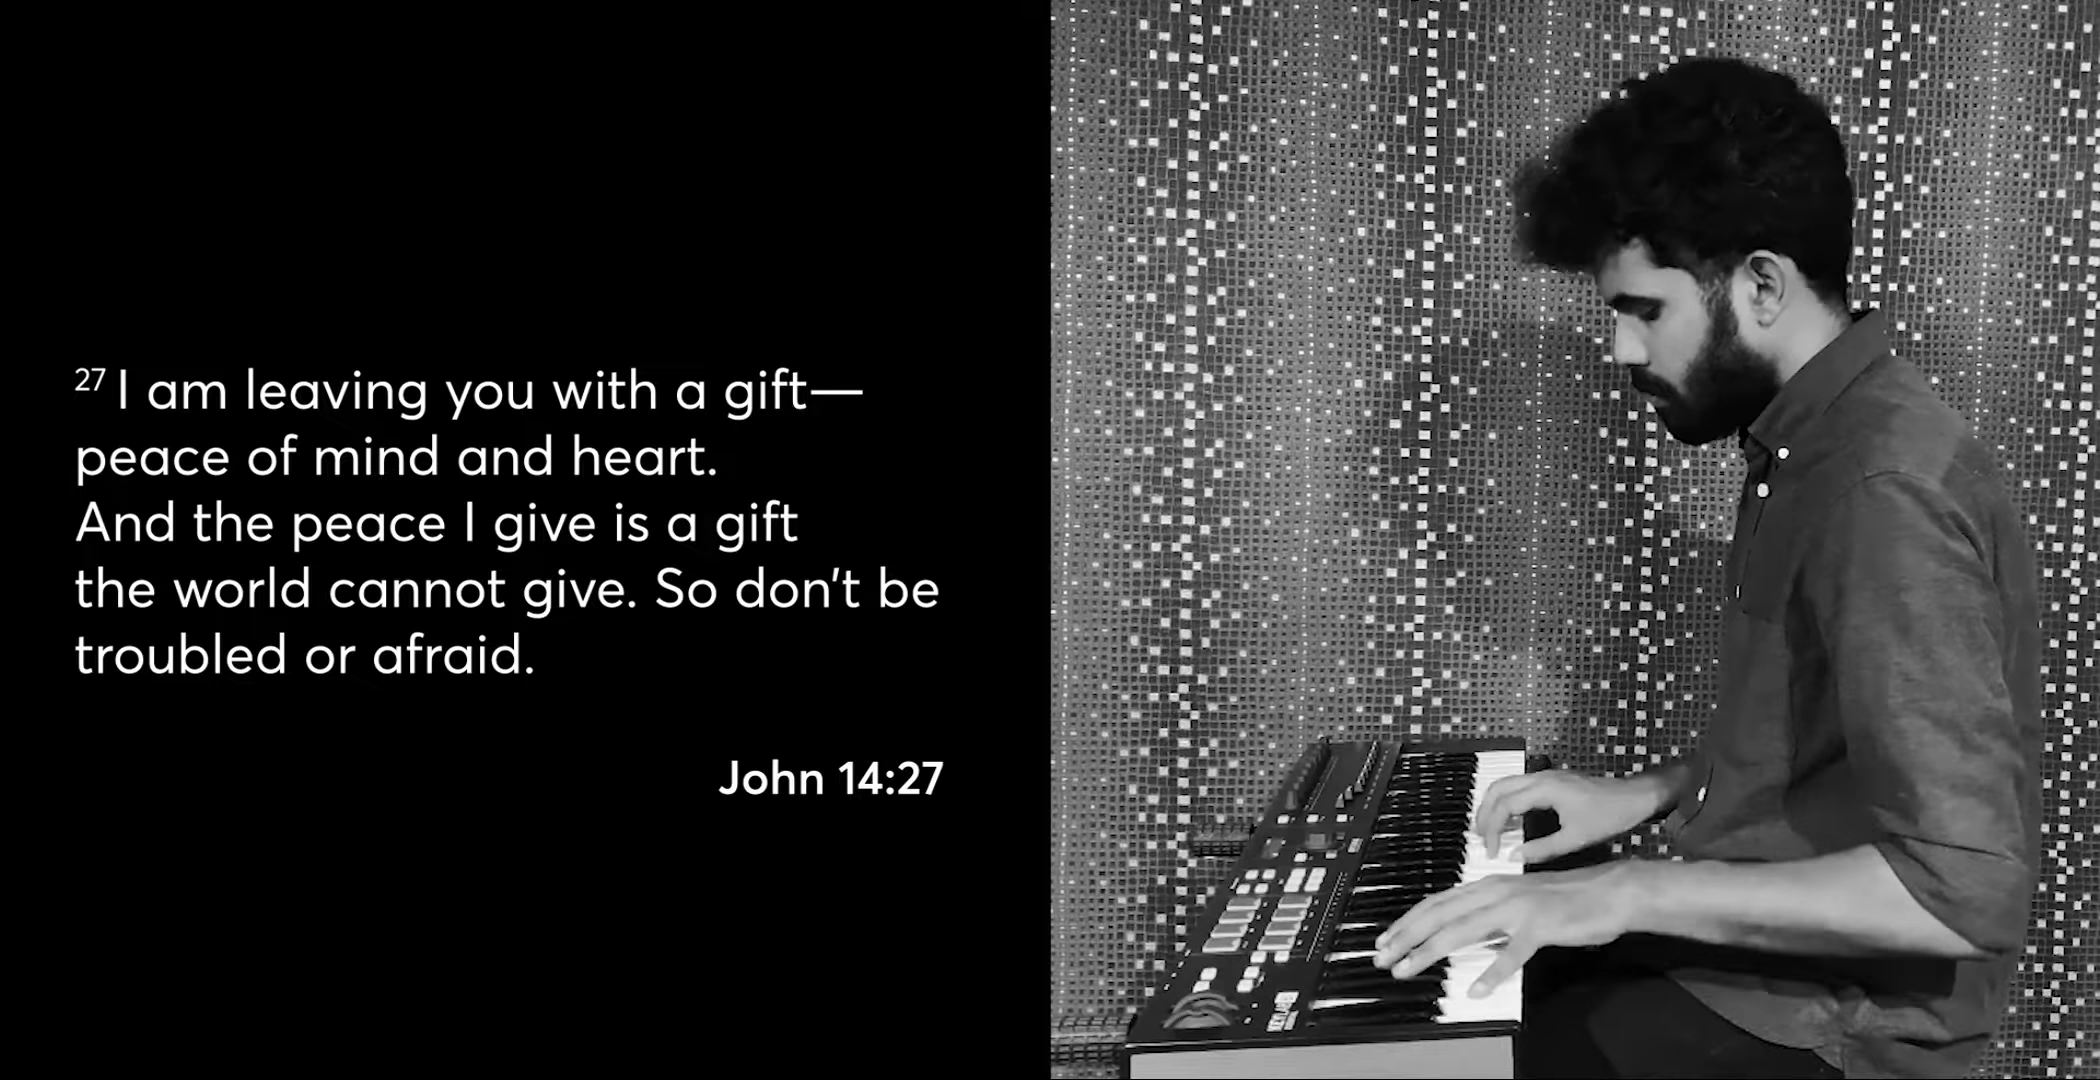 27 I am leaving you with a gift—
peace of mind and heart.
And the peace I give is a gift
the world cannot give. So don’t be
troubled or afraid.
John 14:27